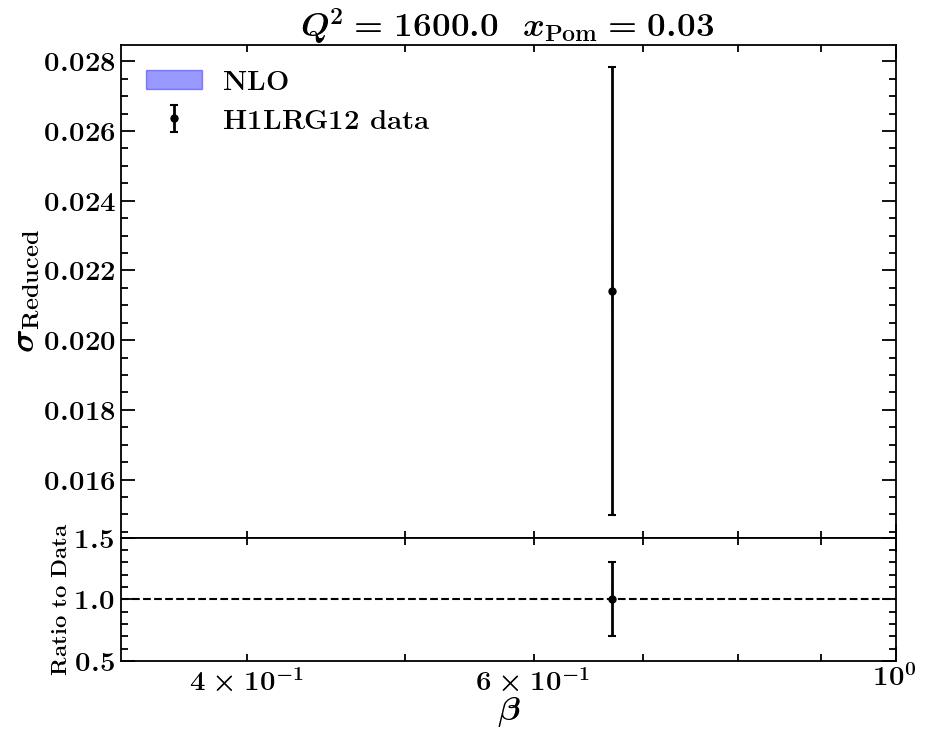 Q² = 1600.0 x_Pom = 0.03
NLO
H1LRG12 data
σ_Reduced
0.028
0.026
0.024
0.022
0.020
0.018
0.016
Ratio to Data
1.5
1.0
0.5
4 × 10⁻¹
6 × 10⁻¹
10⁰
β